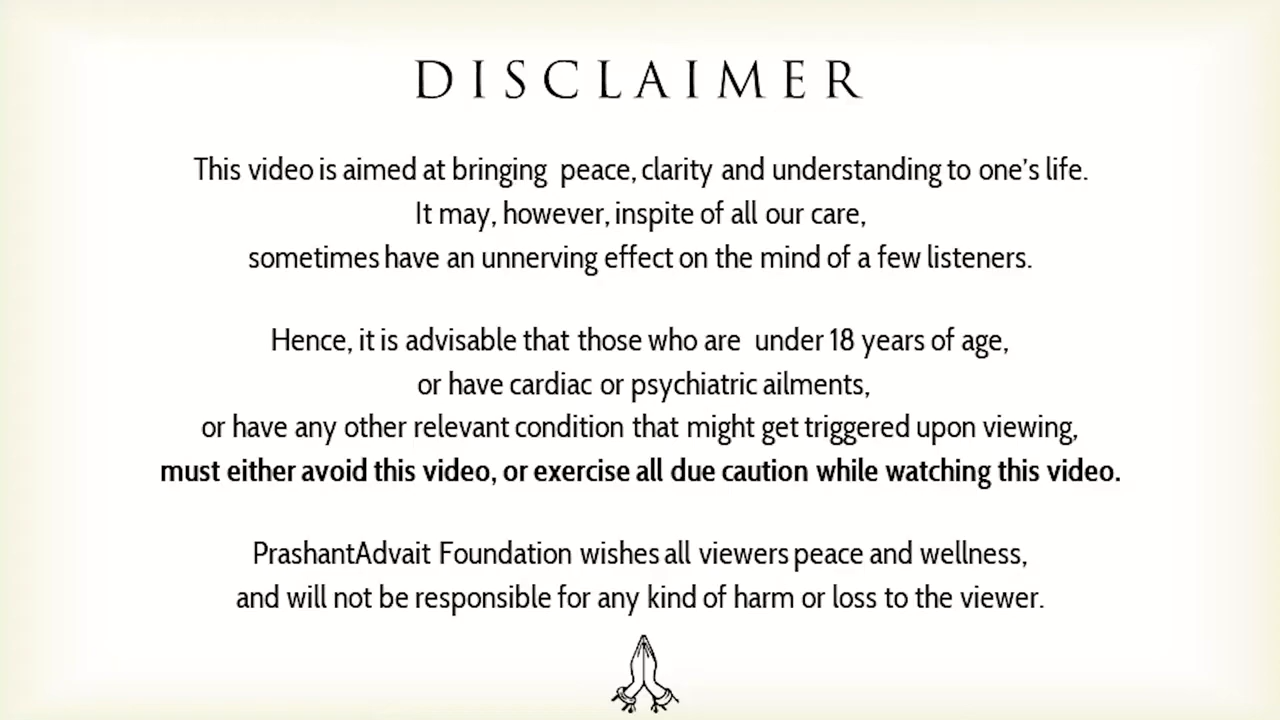 DISCLAIMER
This video is aimed at bringing peace, clarity and understanding to one's life.
It may, however, inspite of all our care,
sometimes have an unnerving effect on the mind of a few listeners.
Hence, it is advisable that those who are under 18 years of age,
or have cardiac or psychiatric ailments,
or have any other relevant condition that might get triggered upon viewing,
must either avoid this video, or exercise all due caution while watching this video.
PrashantAdvait Foundation wishes all viewers peace and wellness,
and will not be responsible for any kind of harm or loss to the viewer.